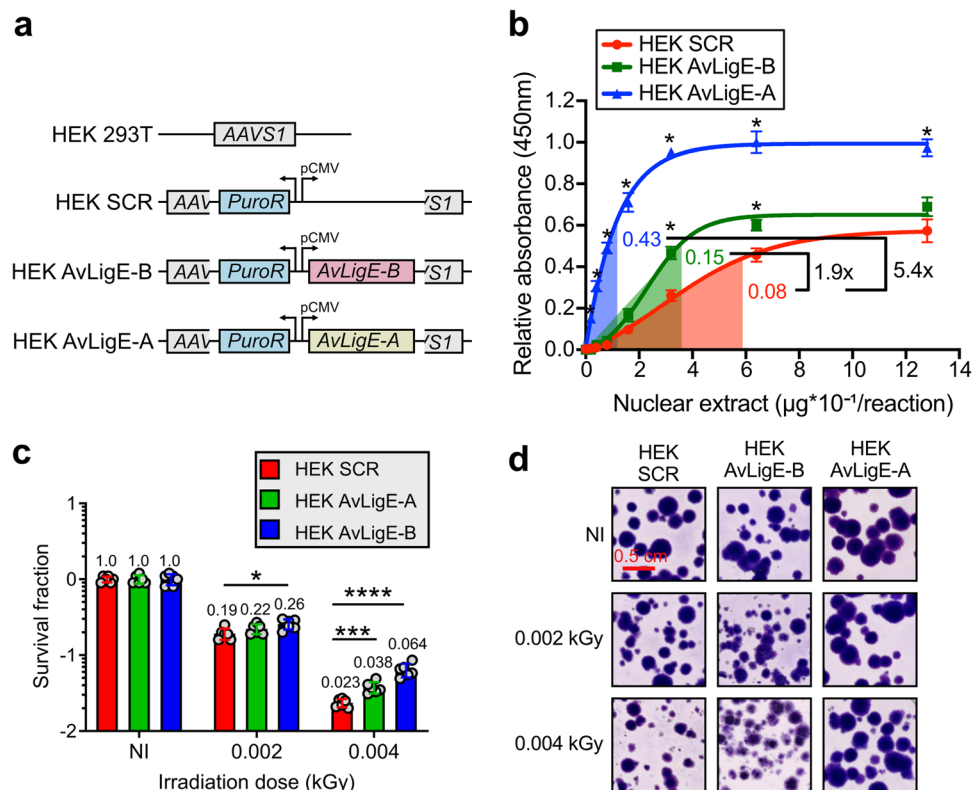 a
HEK 293T
AAVS1
HEK SCR
AAV
PuroR
pCMV
S1
HEK AvLigE-B
AAV
PuroR
pCMV
AvLigE-B
S1
HEK AvLigE-A
AAV
PuroR
pCMV
AvLigE-A
S1
b
HEK SCR
HEK AvLigE-B
HEK AvLigE-A
Relative absorbance (450nm)
1.2
1.0
0.8
0.6
0.4
0.2
0.0
* * * * * * * *
0.43
0.15
0.08
1.9x
5.4x
0 2 4 6 8 10 12 14
Nuclear extract (µg*10⁻¹/reaction)
c
HEK SCR
HEK AvLigE-A
HEK AvLigE-B
Survival fraction
1
0
-1
-2
1.0 1.0 1.0
*
0.19 0.22 0.26
****
***
0.023 0.038 0.064
NI 0.002 0.004
Irradiation dose (kGy)
d
HEK
SCR
HEK
AvLigE-B
HEK
AvLigE-A
NI
0.5 cm
0.002 kGy
0.004 kGy